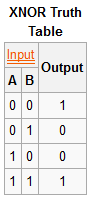 XNOR Truth
Table
Input Output
A B
0 0 1
0 1 0
1 0 0
1 1 1